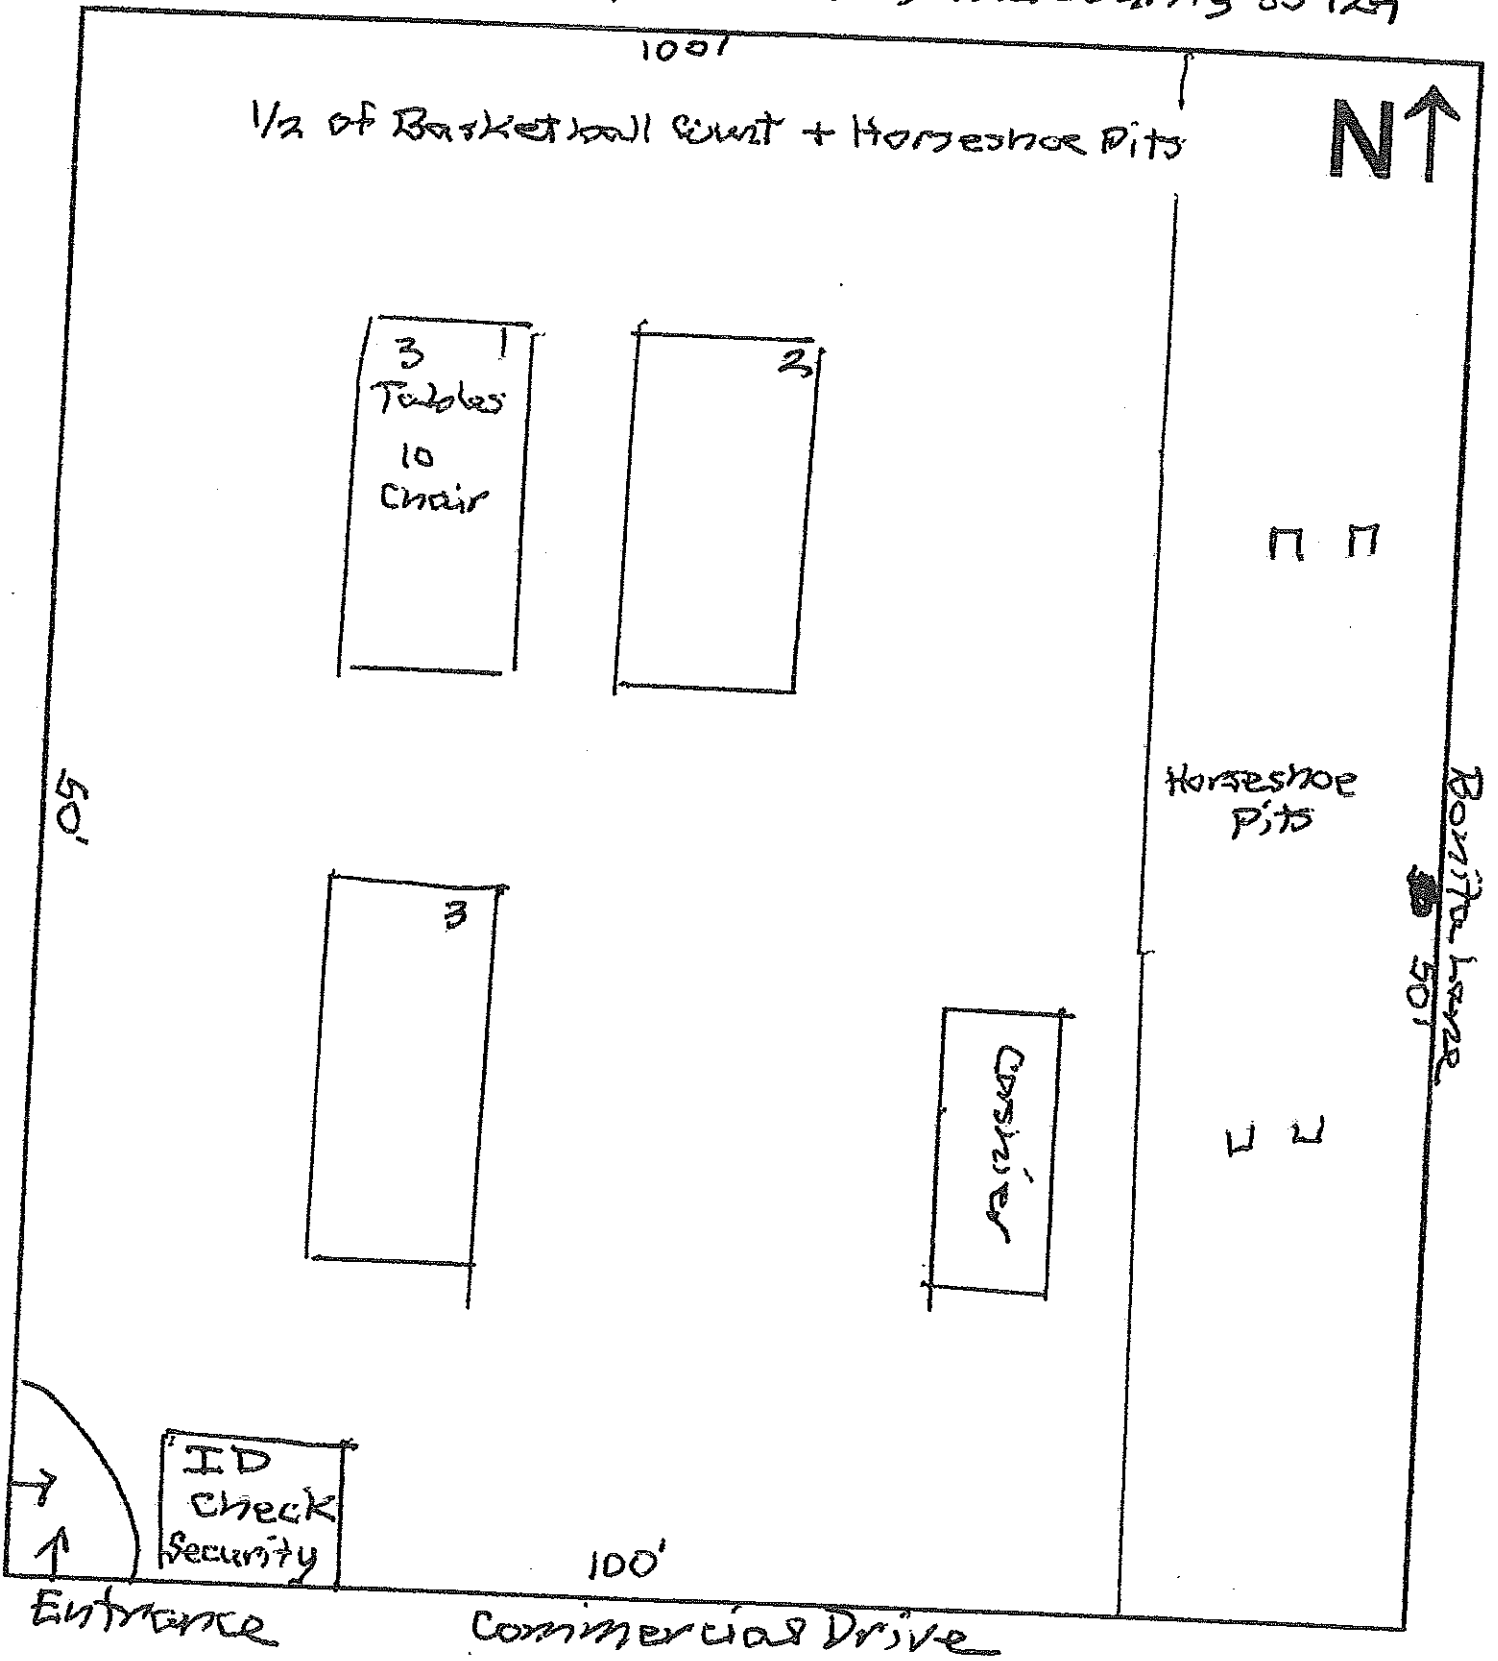 100'
1/2 of Basketball Court + Horseshoe Pits
N
3 1
Tables
10
Chair
2
Horseshoe
Pits
50'
Bonita Lane
50'
3
Cashier
ID
Check
Security
100'
Entrance
Commercial Drive